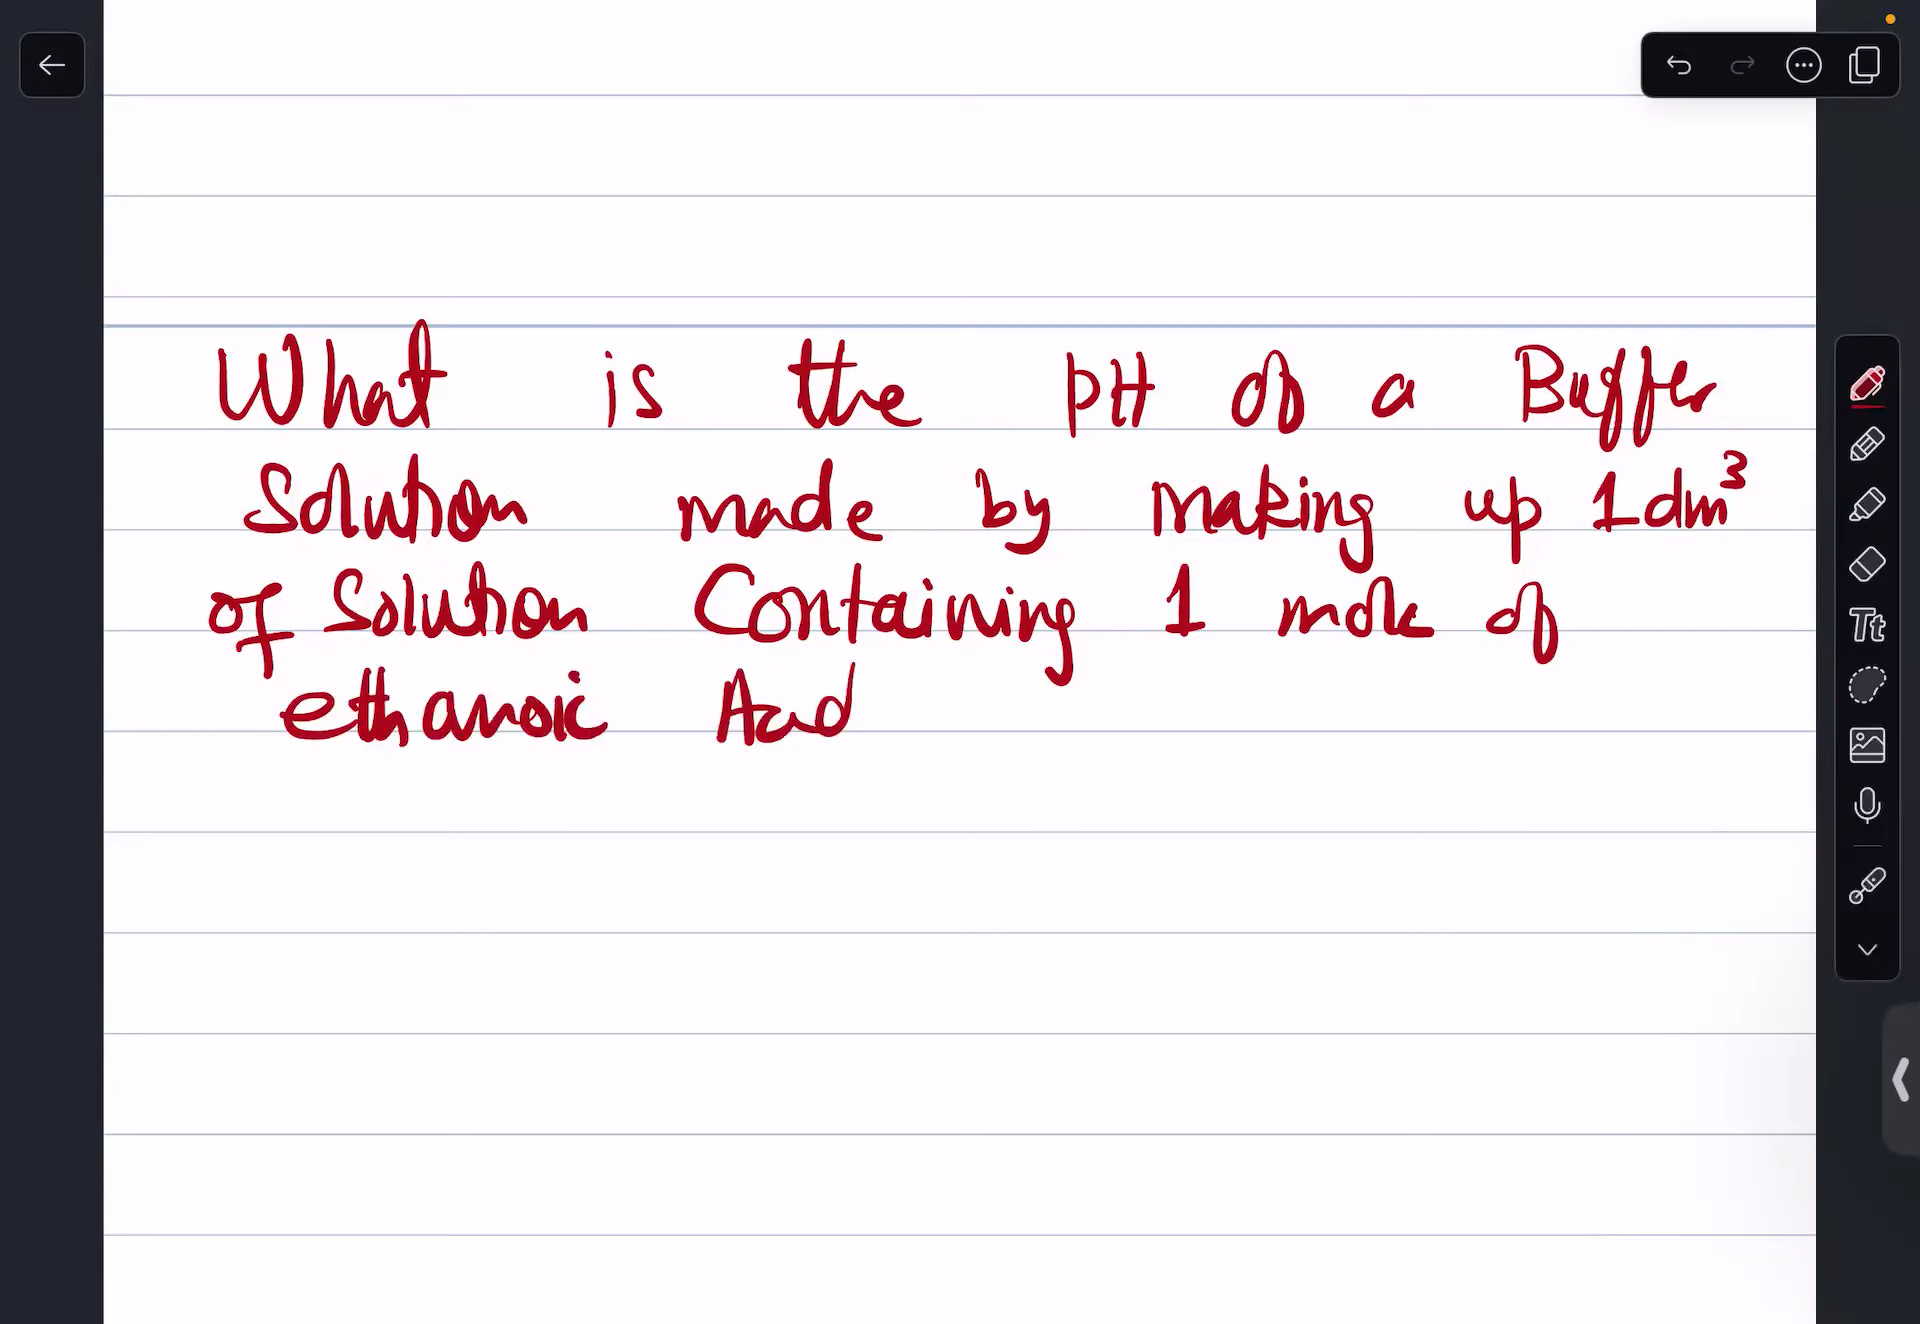 What is the pH of a Buffer
Solution made by making up 1dm³
of Solution Containing 1 mole of
ethanoic Acid
Tt